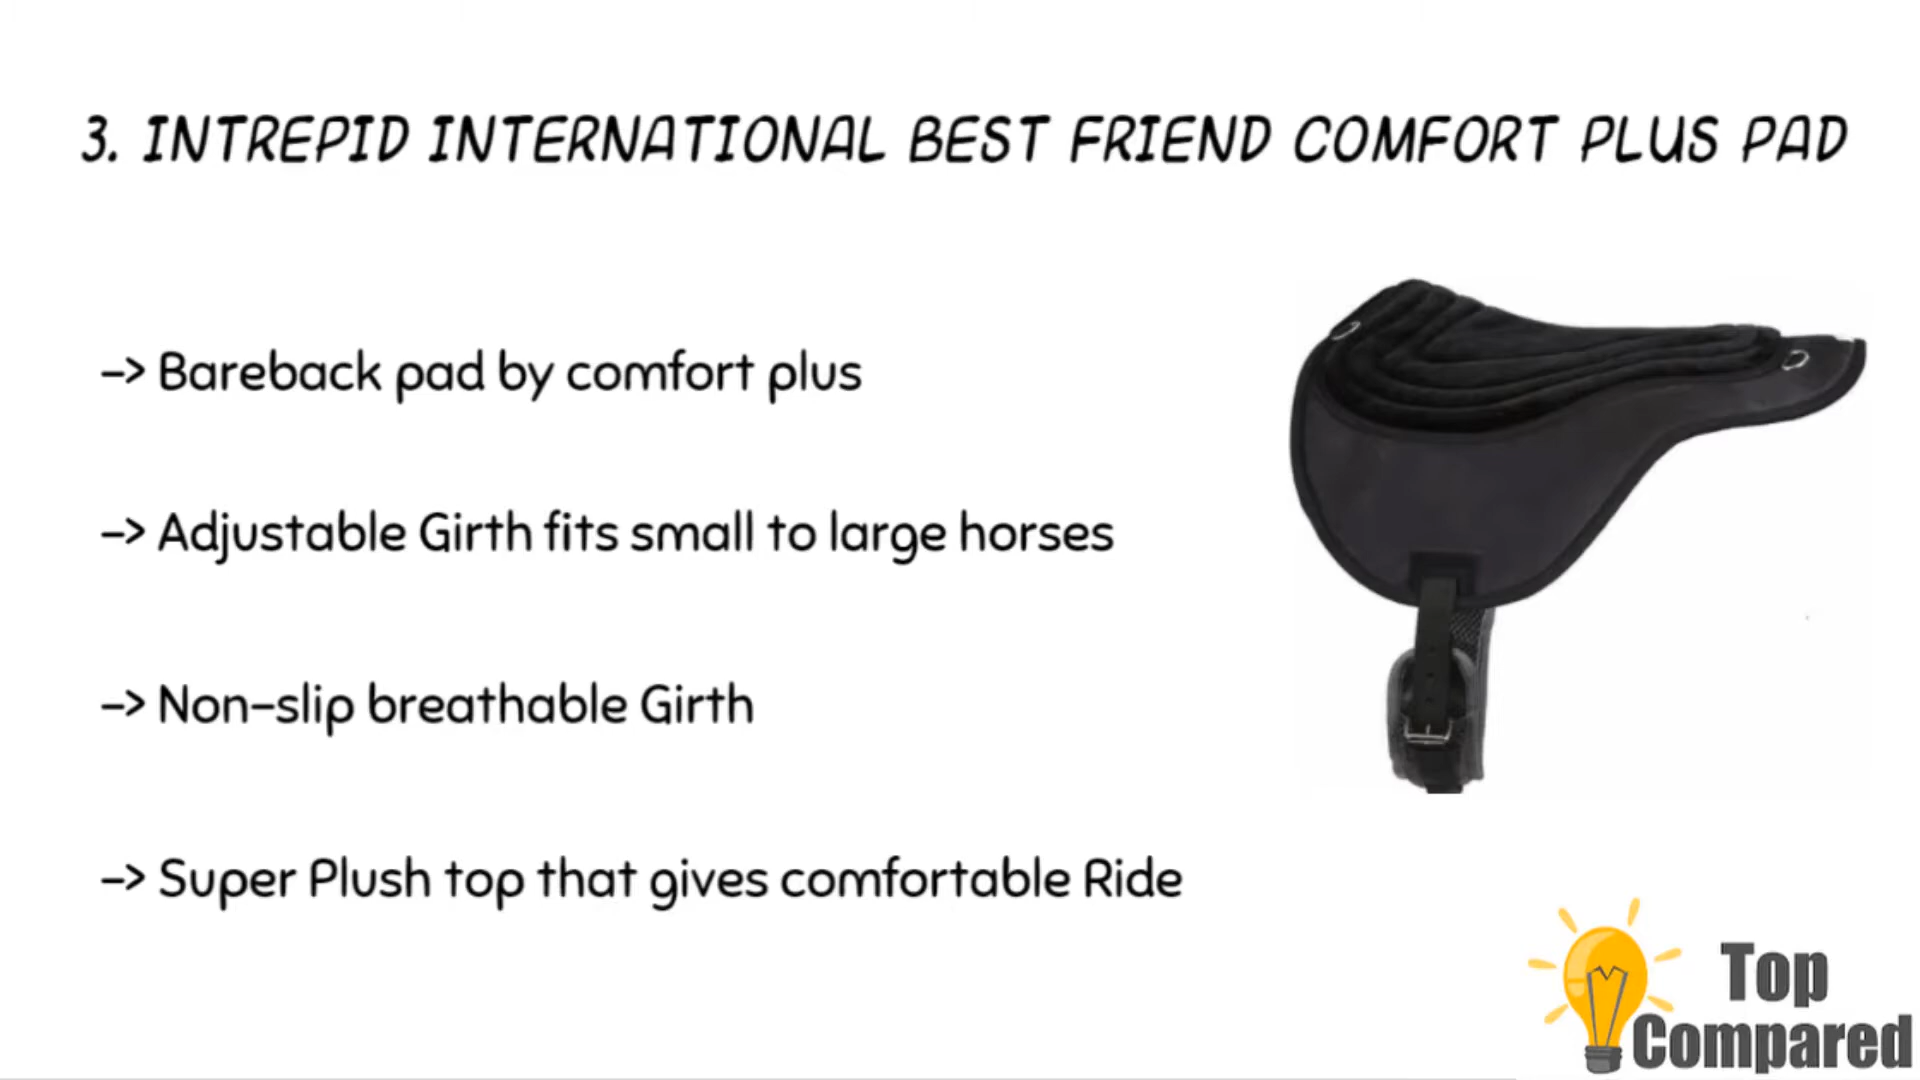 3. INTREPID INTERNATIONAL BEST FRIEND COMFORT PLUS PAD
-> Bareback pad by comfort plus
-> Adjustable Girth fits small to large horses
-> Non-slip breathable Girth
-> Super Plush top that gives comfortable Ride
Top
Compared